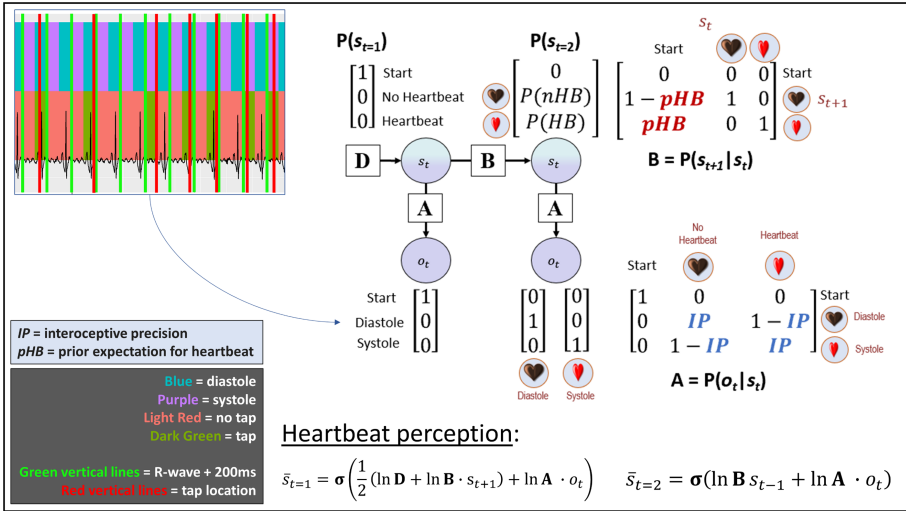 P(s_{t=1})
[1 0 0]
Start
No Heartbeat
Heartbeat
P(s_{t=2})
[0 P(nHB) P(HB)]
s_t
Start
0 0 0 Start
1 − pHB 1 0
pHB 0 1
s_{t+1}
B = P(s_{t+1}|s_t)
D
s_t
B
s_t
A
A
o_t
o_t
Start
Diastole
Systole
[1 0 0]
[0 1 0]
[0 0 1]
Diastole
Systole
No
Heartbeat
Heartbeat
Start
1 0 0 Start
0 IP 1 − IP Diastole
0 1 − IP IP Systole
A = P(o_t|s_t)
IP = interoceptive precision
pHB = prior expectation for heartbeat
Blue = diastole
Purple = systole
Light Red = no tap
Dark Green = tap
Green vertical lines = R-wave + 200ms
Red vertical lines = tap location
Heartbeat perception:
s̄_{t=1} = σ(1/2 (ln D + ln B · s_{t+1}) + ln A · o_t)
s̄_{t=2} = σ(ln B s_{t−1} + ln A · o_t)